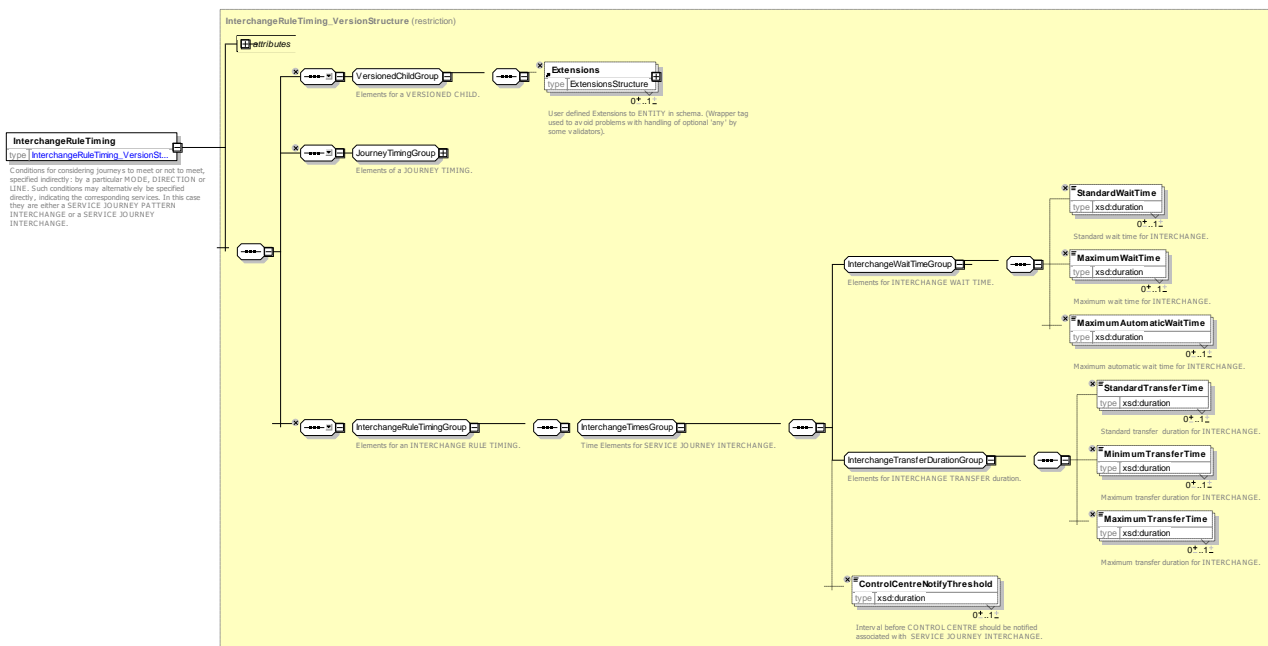 InterchangeRuleTiming_VersionStructure (restriction)
attributes
VersionedChildGroup
Elements for a VERSIONED CHILD.
Extensions
type ExtensionsStructure
0..1
User defined Extensions to ENTITY in schema. (Wrapper tag
used to avoid problems with handling of optional 'any' by
some validators).
InterchangeRuleTiming
type InterchangeRuleTiming_VersionSt...
Conditions for considering journeys to meet or not to meet,
specified indirectly: by a particular MODE, DIRECTION or
LINE. Such conditions may alternatively be specified
directly, indicating the corresponding services. In this case
they are either a SERVICE JOURNEY PATTERN
INTERCHANGE or a SERVICE JOURNEY
INTERCHANGE.
JourneyTimingGroup
Elements of a JOURNEY TIMING.
InterchangeRuleTimingGroup
Elements for an INTERCHANGE RULE TIMING.
InterchangeTimesGroup
Time Elements for SERVICE JOURNEY INTERCHANGE.
InterchangeWaitTimeGroup
Elements for INTERCHANGE WAIT TIME.
StandardWaitTime
type xsd:duration
0..1
Standard wait time for INTERCHANGE.
MaximumWaitTime
type xsd:duration
0..1
Maximum wait time for INTERCHANGE.
MaximumAutomaticWaitTime
type xsd:duration
0..1
Maximum automatic wait time for INTERCHANGE.
InterchangeTransferDurationGroup
Elements for INTERCHANGE TRANSFER duration.
StandardTransferTime
type xsd:duration
0..1
Standard transfer duration for INTERCHANGE.
MinimumTransferTime
type xsd:duration
0..1
Maximum transfer duration for INTERCHANGE.
MaximumTransferTime
type xsd:duration
0..1
Maximum transfer duration for INTERCHANGE.
ControlCentreNotifyThreshold
type xsd:duration
0..1
Interval before CONTROL CENTRE should be notified
associated with SERVICE JOURNEY INTERCHANGE.